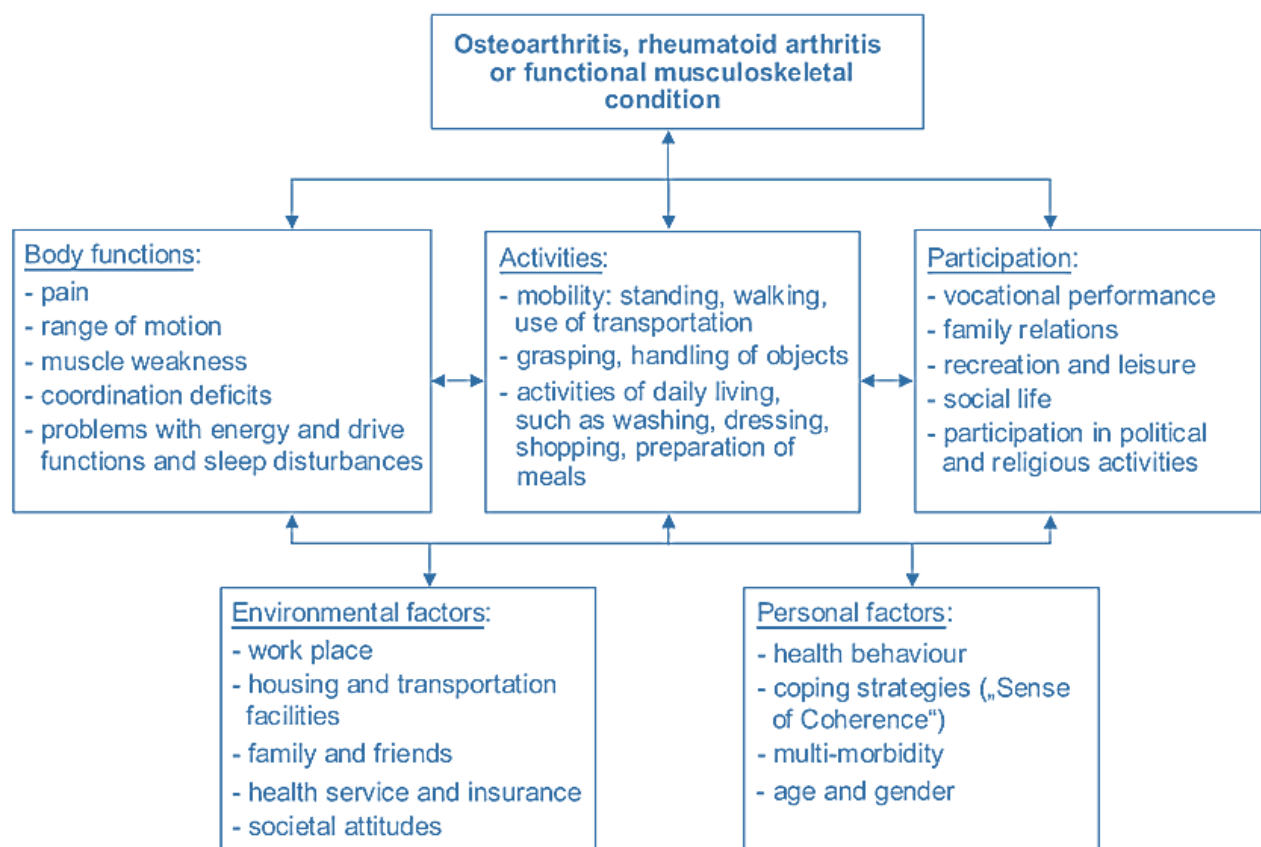 Osteoarthritis, rheumatoid arthritis
or functional musculoskeletal
condition
Body functions:
- pain
- range of motion
- muscle weakness
- coordination deficits
- problems with energy and drive
functions and sleep disturbances
Activities:
- mobility: standing, walking,
use of transportation
- grasping, handling of objects
- activities of daily living,
such as washing, dressing,
shopping, preparation of
meals
Participation:
- vocational performance
- family relations
- recreation and leisure
- social life
- participation in political
and religious activities
Environmental factors:
- work place
- housing and transportation
facilities
- family and friends
- health service and insurance
- societal attitudes
Personal factors:
- health behaviour
- coping strategies („Sense
of Coherence“)
- multi-morbidity
- age and gender